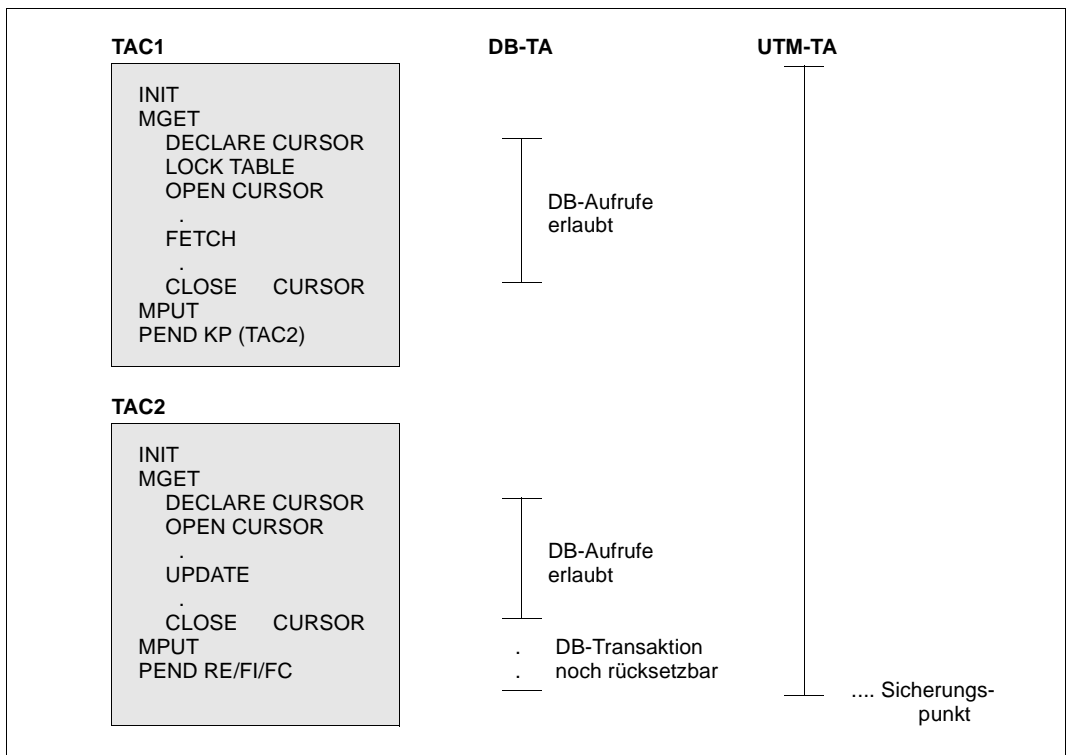 TAC1 DB-TA UTM-TA
INIT
MGET
DECLARE CURSOR
LOCK TABLE
OPEN CURSOR
.
FETCH
.
CLOSE CURSOR
MPUT
PEND KP (TAC2)
DB-Aufrufe
erlaubt
TAC2
INIT
MGET
DECLARE CURSOR
OPEN CURSOR
.
UPDATE
.
CLOSE CURSOR
MPUT
PEND RE/FI/FC
DB-Aufrufe
erlaubt
. DB-Transaktion
. noch rücksetzbar
.... Sicherungs-
punkt